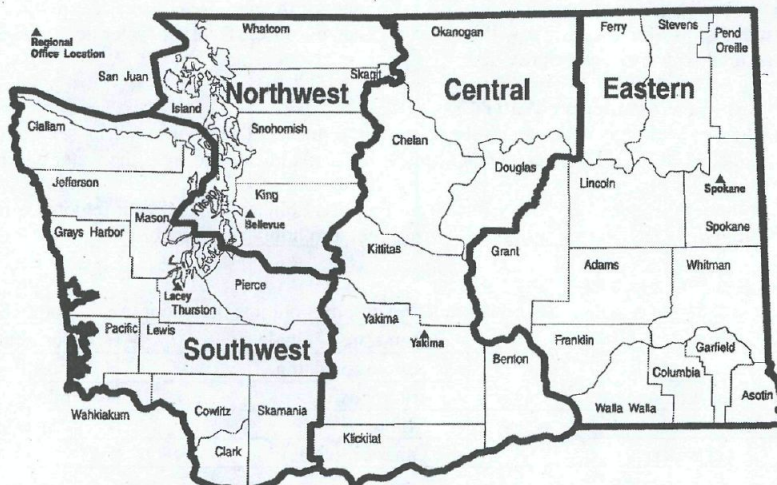 Regional
Office Location
Whatcom
Okanogan
Ferry
Stevens
Pend
Oreille
San Juan
Skagit
Island
Northwest
Central
Eastern
Clallam
Snohomish
Chelan
Douglas
Jefferson
Lincoln
Spokane
King
Kitsap
Bellevue
Mason
Grays Harbor
Spokane
Kittitas
Grant
Adams
Whitman
Pierce
Lacey
Thurston
Pacific
Lewis
Yakima
Yakima
Benton
Franklin
Garfield
Columbia
Southwest
Asotin
Wahkiakum
Cowlitz
Skamania
Walla Walla
Klickitat
Clark